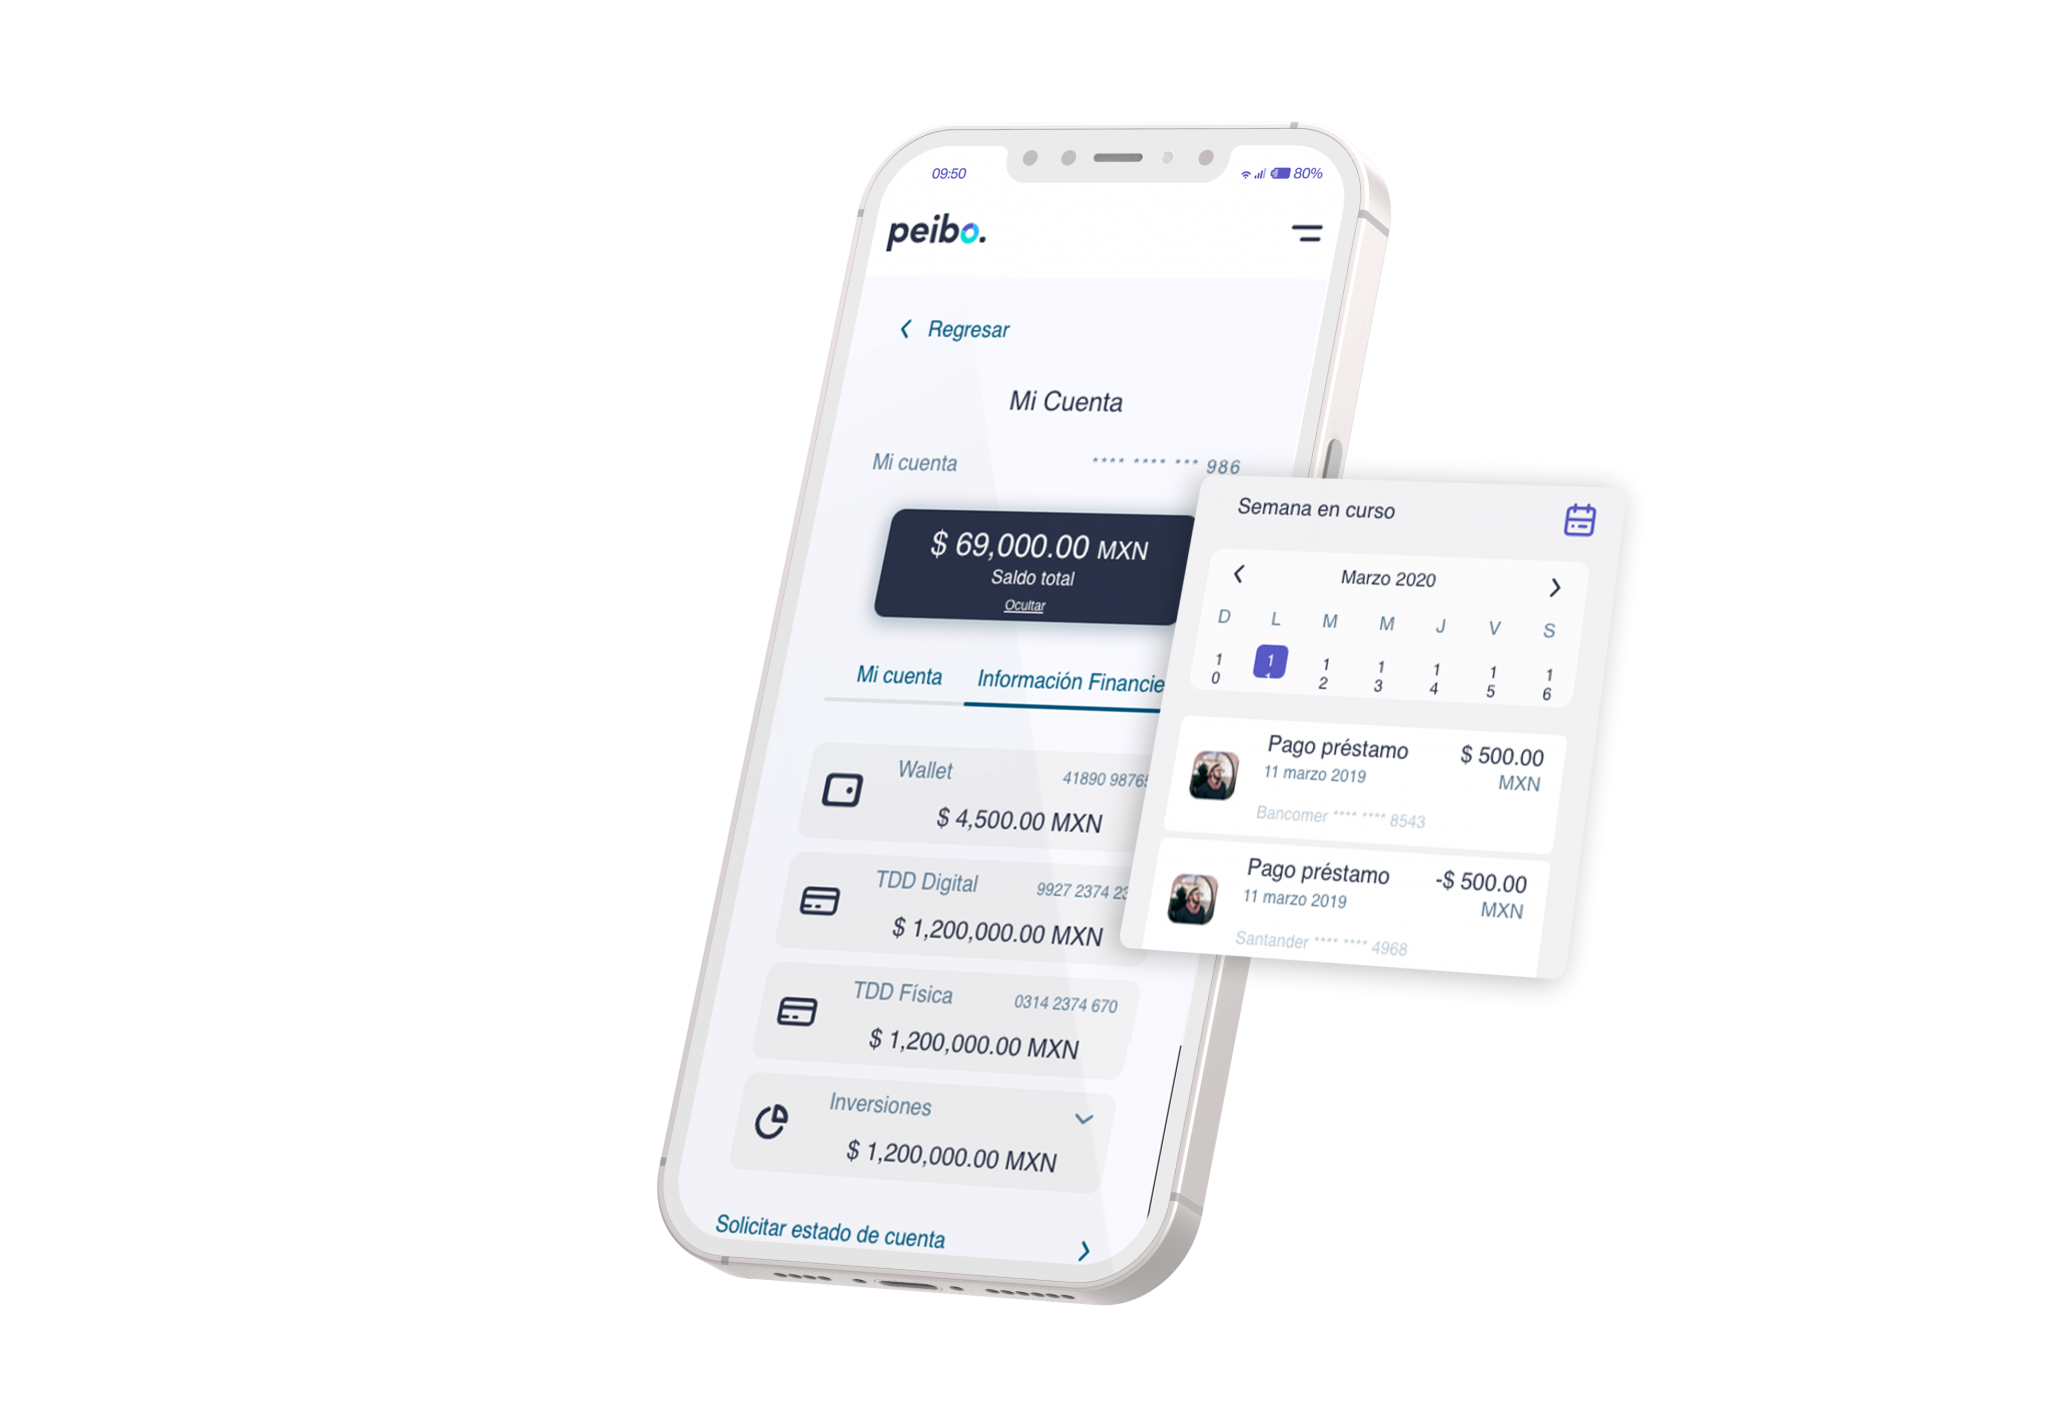 09:50
80%
peibo.
Regresar
Mi Cuenta
Mi cuenta **** **** *** 986
$ 69,000.00 MXN
Saldo total
Ocultar
Mi cuenta Información Financie
Wallet 41890 98765
$ 4,500.00 MXN
TDD Digital 9927 2374 23
$ 1,200,000.00 MXN
TDD Física 0314 2374 670
$ 1,200,000.00 MXN
Inversiones
$ 1,200,000.00 MXN
Solicitar estado de cuenta
Semana en curso
Marzo 2020
D L M M J V S
10 11 12 13 14 15 16
Pago préstamo $ 500.00
11 marzo 2019 MXN
Bancomer **** **** 8543
Pago préstamo -$ 500.00
11 marzo 2019 MXN
Santander **** **** 4968